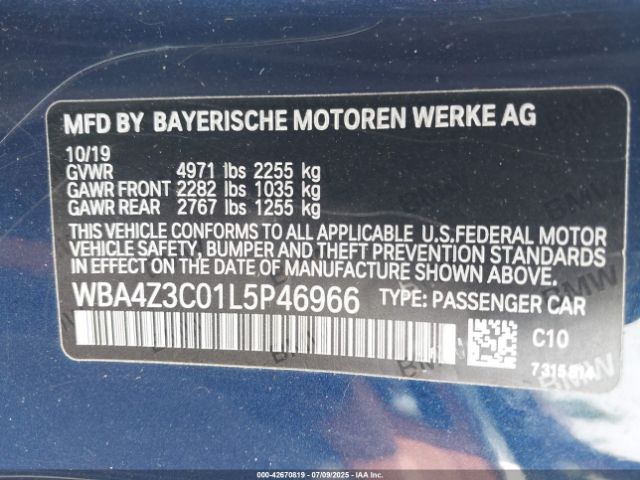 MFD BY BAYERISCHE MOTOREN WERKE AG
10/19
GVWR 4971 lbs 2255 kg
GAWR FRONT 2282 lbs 1035 kg
GAWR REAR 2767 lbs 1255 kg
THIS VEHICLE CONFORMS TO ALL APPLICABLE U.S.FEDERAL MOTOR
VEHICLE SAFETY, BUMPER AND THEFT PREVENTION STANDARDS
IN EFFECT ON THE DATE OF MANUFACTURE SHOWN ABOVE.
WBA4Z3C01L5P46966 TYPE: PASSENGER CAR
C10
000-42670819 | 07/09/2025 | IAA